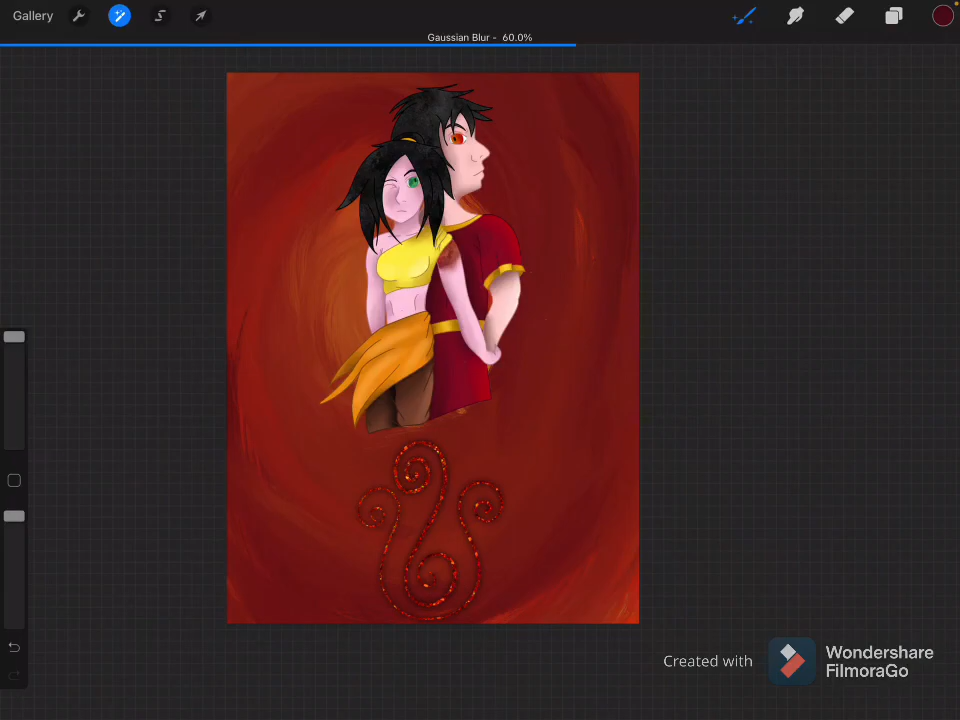 Gallery
Gaussian Blur - 60.0%
Created with
Wondershare
FilmoraGo